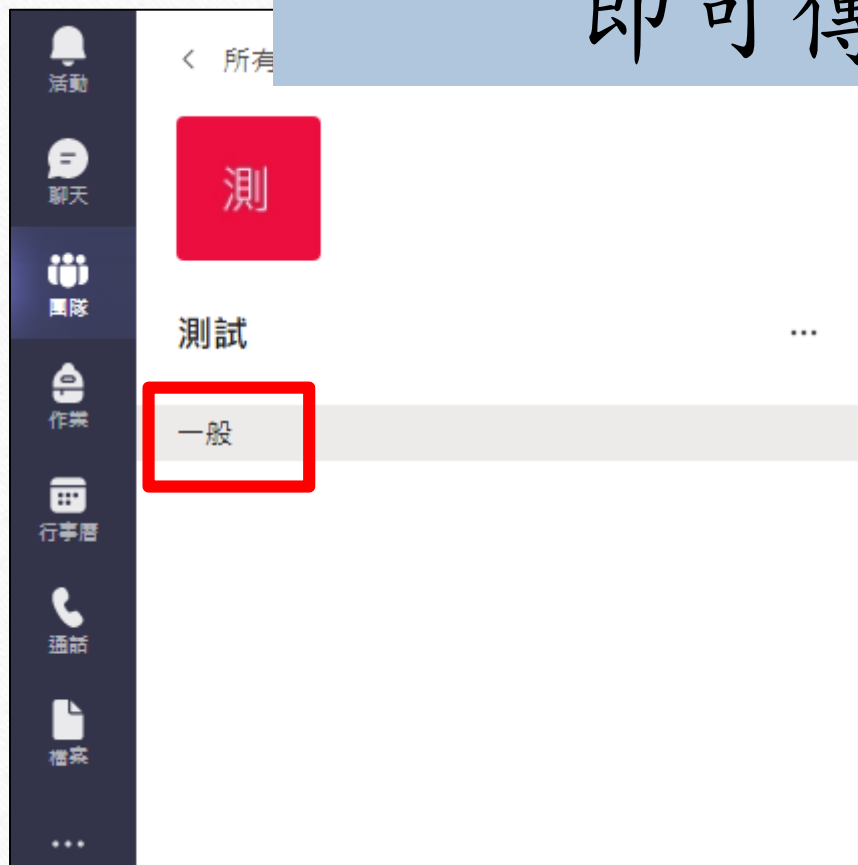 即可傳
活動
< 所有
聊天
測
團隊
測試
...
作業
一般
行事曆
通話
檔案
...